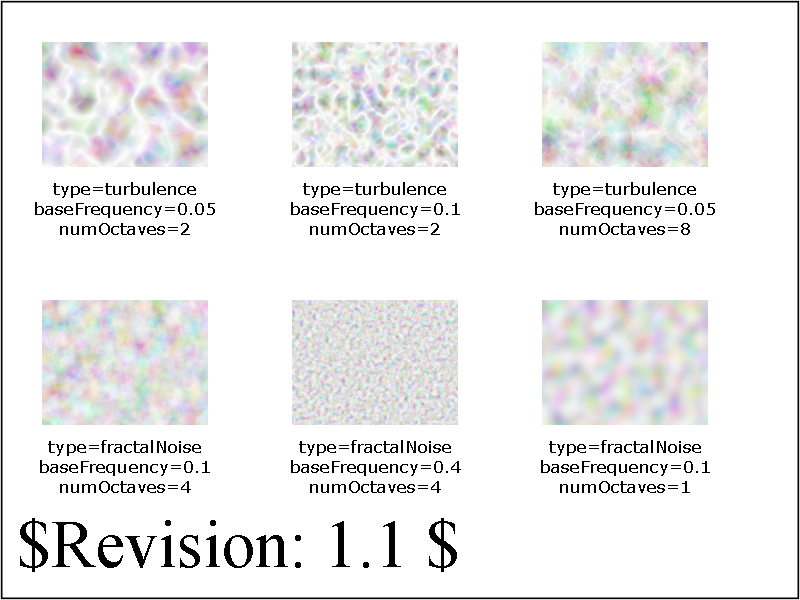 type=turbulence
baseFrequency=0.05
numOctaves=2
type=turbulence
baseFrequency=0.1
numOctaves=2
type=turbulence
baseFrequency=0.05
numOctaves=8
type=fractalNoise
baseFrequency=0.1
numOctaves=4
type=fractalNoise
baseFrequency=0.4
numOctaves=4
type=fractalNoise
baseFrequency=0.1
numOctaves=1
$Revision: 1.1 $